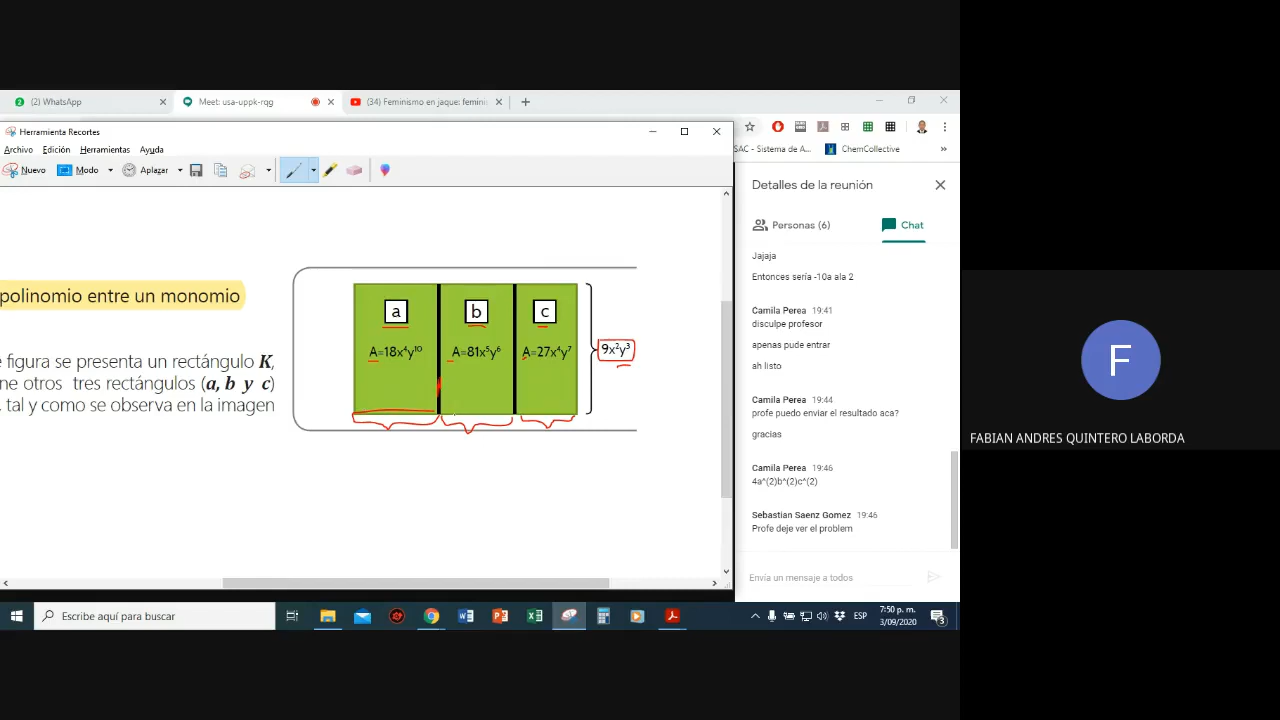 (2) WhatsApp
Meet: usa-uppk-rqg
(34) Feminismo en jaque: femini
Herramienta Recortes
Archivo Edición Herramientas Ayuda
Nuevo Modo Aplazar
SAC - Sistema de A...
ChemCollective
»
polinomio entre un monomio
e figura se presenta un rectángulo K,
ne otros tres rectángulos (a, b y c)
, tal y como se observa en la imagen
a b c
A=18x⁴y¹⁰ A=81x⁵y⁶ A=27x⁴y⁷
9x²y³
Detalles de la reunión
Personas (6) Chat
Jajaja
Entonces sería -10a ala 2
Camila Perea 19:41
disculpe profesor
apenas pude entrar
ah listo
Camila Perea 19:44
profe puedo enviar el resultado aca?
gracias
Camila Perea 19:46
4a^(2)b^(2)c^(2)
Sebastian Saenz Gomez 19:46
Profe deje ver el problem
Envía un mensaje a todos
F
FABIAN ANDRES QUINTERO LABORDA
Escribe aquí para buscar
ESP
7:50 p. m.
3/09/2020
3